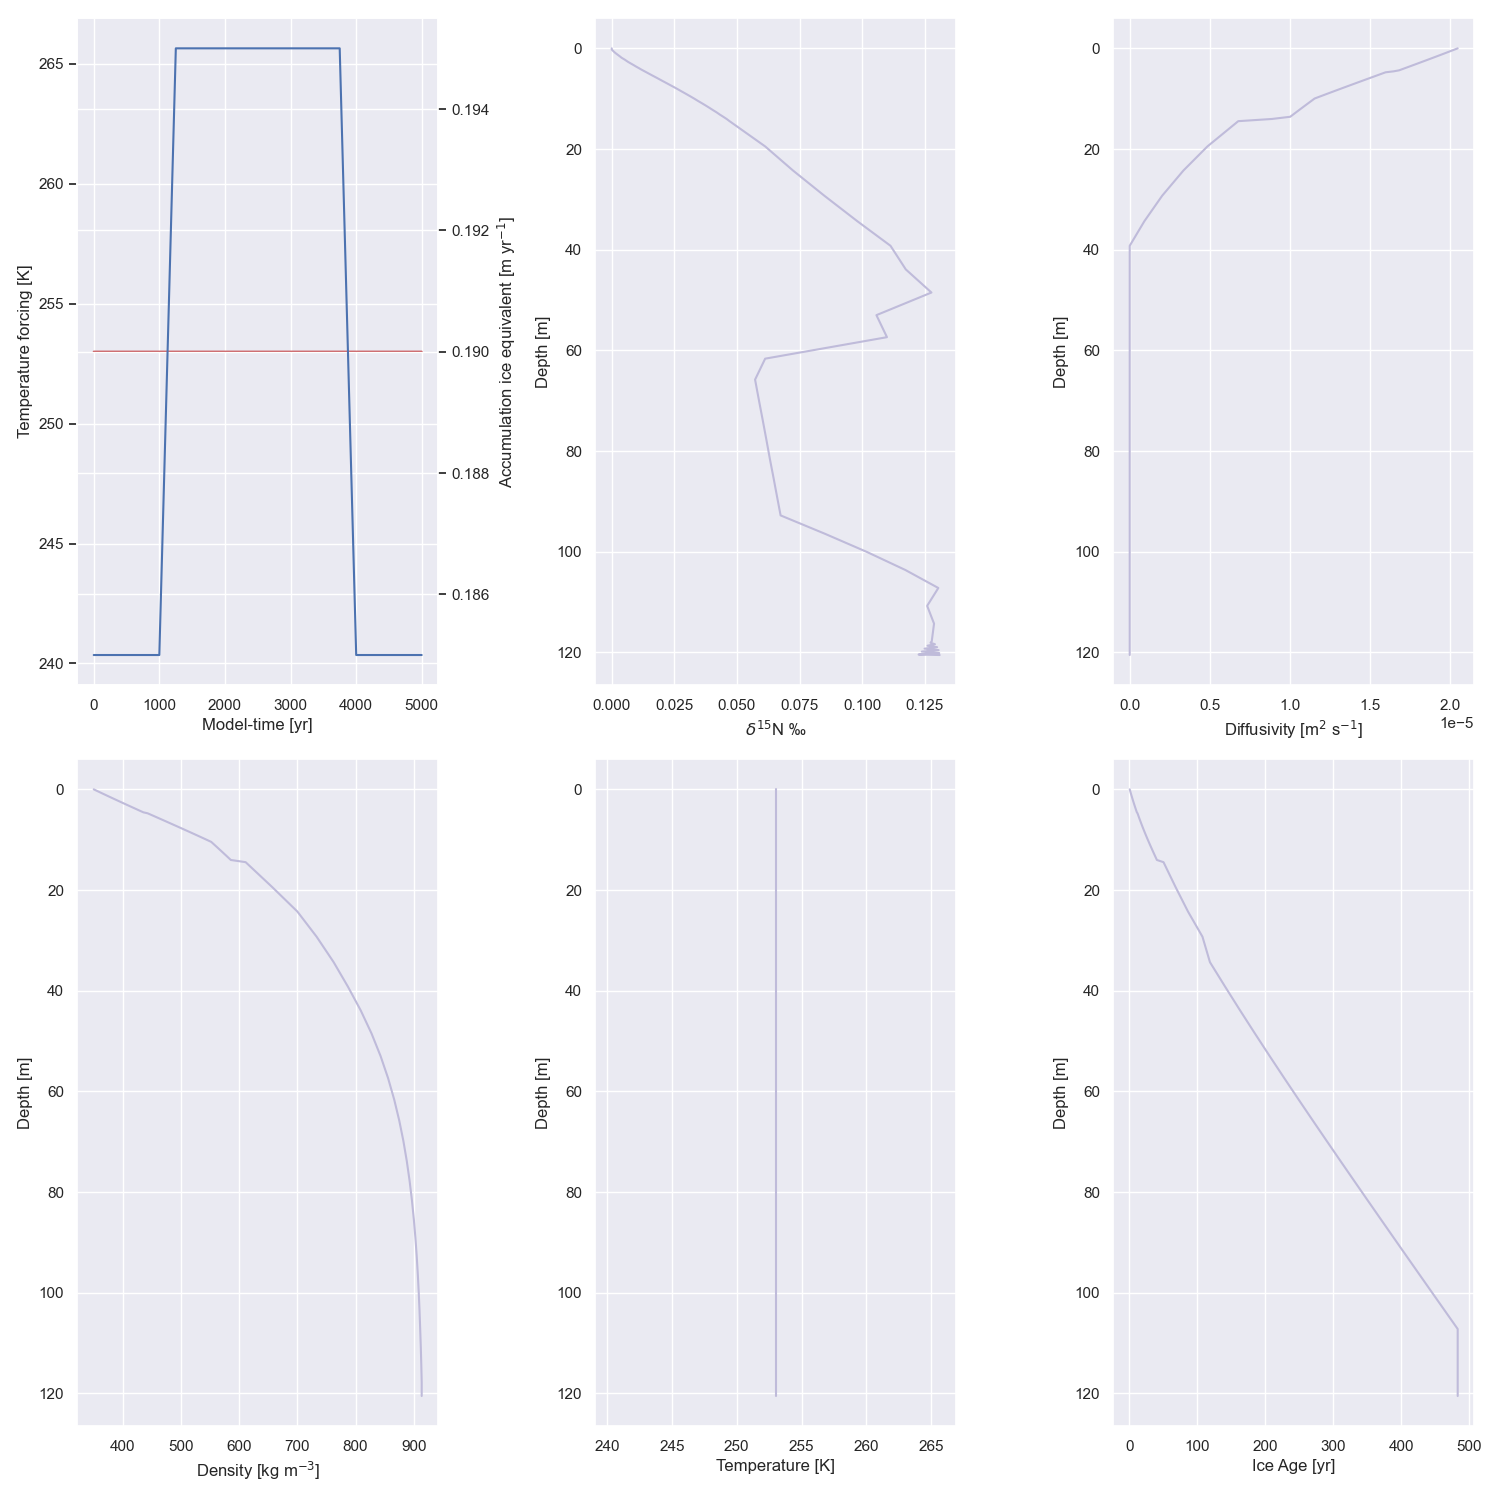 Temperature forcing [K]
265
260
255
250
245
240
0 1000 2000 3000 4000 5000
Model-time [yr]
0.194
0.192
0.190
0.188
0.186
Accumulation ice equivalent [m yr⁻¹]
Depth [m]
0
20
40
60
80
100
120
0.000 0.025 0.050 0.075 0.100 0.125
δ¹⁵N ‰
Depth [m]
0
20
40
60
80
100
120
0.0 0.5 1.0 1.5 2.0
1e−5
Diffusivity [m² s⁻¹]
Depth [m]
0
20
40
60
80
100
120
400 500 600 700 800 900
Density [kg m⁻³]
Depth [m]
0
20
40
60
80
100
120
240 245 250 255 260 265
Temperature [K]
Depth [m]
0
20
40
60
80
100
120
0 100 200 300 400 500
Ice Age [yr]